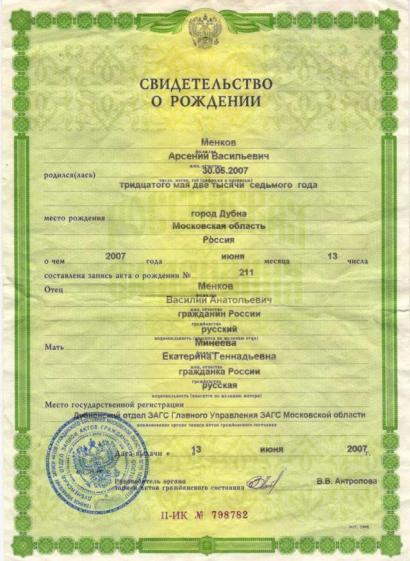 СВИДЕТЕЛЬСТВО
О РОЖДЕНИИ
Менков
фамилия
Арсений Васильевич
имя, отчество
родился(лась) 30.05.2007
число, месяц, год (цифрами и прописью)
тридцатого мая две тысячи седьмого года
место рождения город Дубна
Московская область
Россия
о чем 2007 года июня месяца 13 числа
составлена запись акта о рождении № 211
Отец Менков
фамилия
Василий Анатольевич
имя, отчество
гражданин России
гражданство
русский
национальность (вносится по желанию отца)
Мать Минеева
фамилия
Екатерина Геннадьевна
имя, отчество
гражданка России
гражданство
русская
национальность (вносится по желанию матери)
Место государственной регистрации
Дубненский отдел ЗАГС Главного Управления ЗАГС Московской области
наименование органа записи актов гражданского состояния
Дата выдачи « 13 июня 2007
Руководитель органа
записи актов гражданского состояния В.В. Антропова
II-ИК № 798782